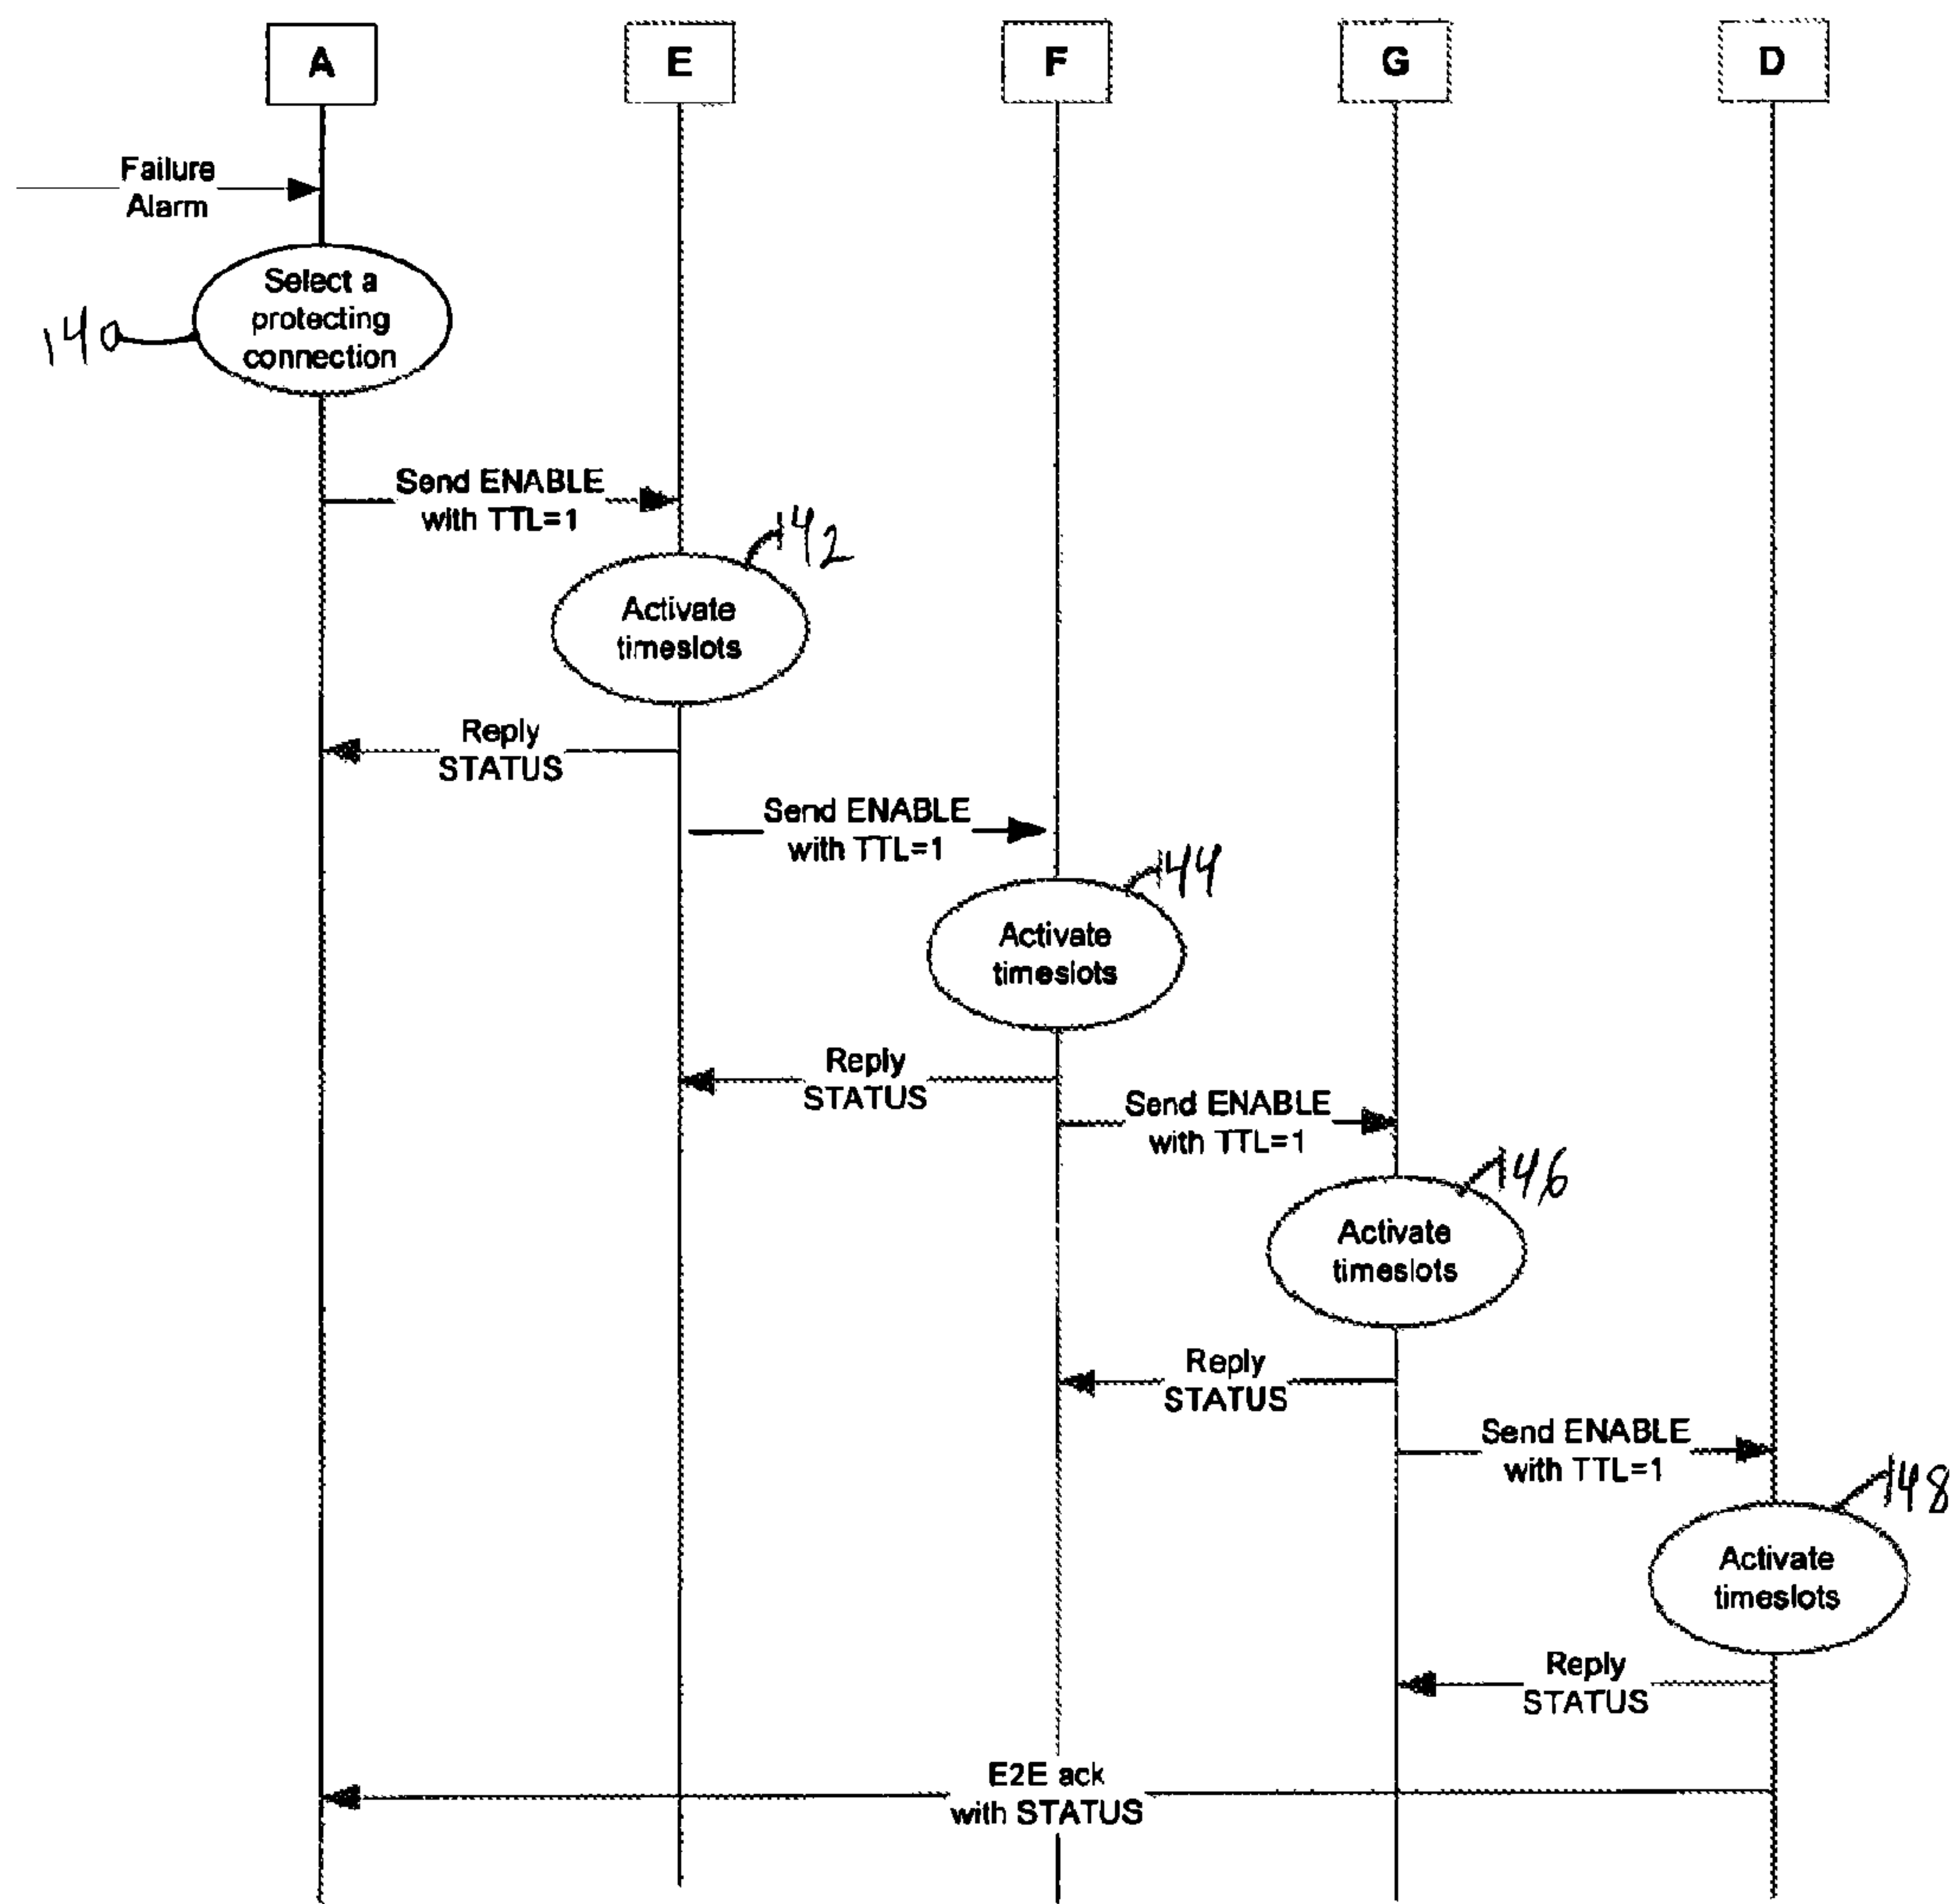 A E F G D
Failure
Alarm
Select a
protecting
connection
140
Send ENABLE
with TTL=1
142
Activate
timeslots
Reply
STATUS
Send ENABLE
with TTL=1
144
Activate
timeslots
Reply
STATUS
Send ENABLE
with TTL=1
146
Activate
timeslots
Reply
STATUS
Send ENABLE
with TTL=1
148
Activate
timeslots
Reply
STATUS
E2E ack
with STATUS